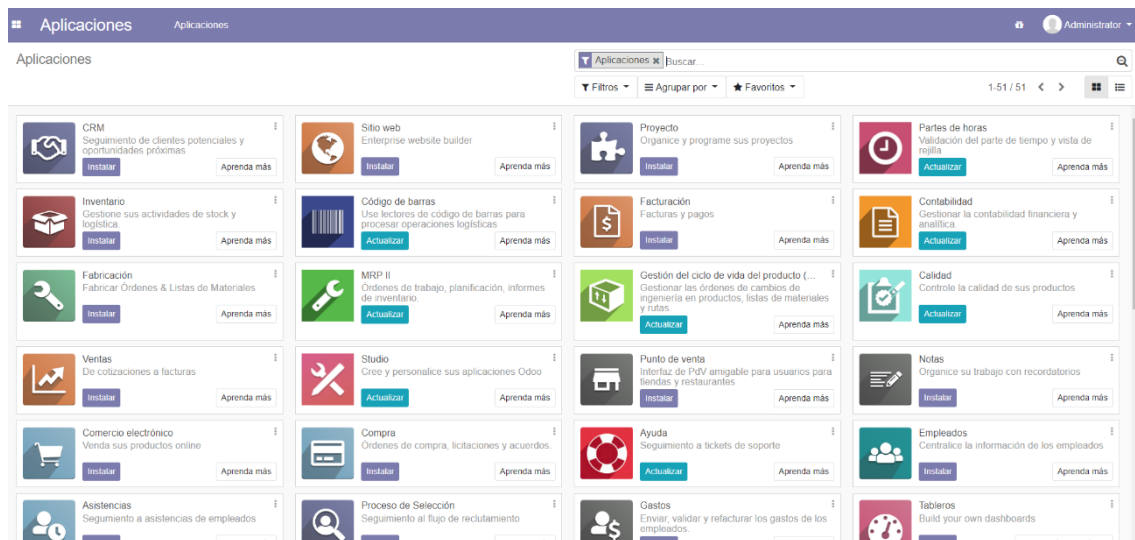 Aplicaciones Aplicaciones Administrator
Aplicaciones
Aplicaciones Buscar...
Filtros Agrupar por Favoritos 1-51 / 51
CRM
Seguimiento de clientes potenciales y
oportunidades próximas
Instalar Aprenda más
Sitio web
Enterprise website builder
Instalar Aprenda más
Proyecto
Organice y programe sus proyectos
Instalar Aprenda más
Partes de horas
Validación del parte de tiempo y vista de
rejilla
Actualizar Aprenda más
Inventario
Gestione sus actividades de stock y
logística.
Instalar Aprenda más
Código de barras
Use lectores de código de barras para
procesar operaciones logísticas
Actualizar Aprenda más
Facturación
Facturas y pagos
Instalar Aprenda más
Contabilidad
Gestionar la contabilidad financiera y
analítica
Actualizar Aprenda más
Fabricación
Fabricar Órdenes & Listas de Materiales
Instalar Aprenda más
MRP II
Órdenes de trabajo, planificación, informes
de inventario.
Actualizar Aprenda más
Gestión del ciclo de vida del producto (...
Gestionar las órdenes de cambios de
ingeniería en productos, listas de materiales
y rutas
Actualizar Aprenda más
Calidad
Controle la calidad de sus productos
Actualizar Aprenda más
Ventas
De cotizaciones a facturas
Instalar Aprenda más
Studio
Cree y personalice sus aplicaciones Odoo
Actualizar Aprenda más
Punto de venta
Interfaz de PdV amigable para usuarios para
tiendas y restaurantes
Instalar Aprenda más
Notas
Organice su trabajo con recordatorios
Instalar Aprenda más
Comercio electrónico
Venda sus productos online
Instalar Aprenda más
Compra
Órdenes de compra, licitaciones y acuerdos.
Instalar Aprenda más
Ayuda
Seguimiento a tickets de soporte
Actualizar Aprenda más
Empleados
Centralice la información de los empleados
Instalar Aprenda más
Asistencias
Segumiento a asistencias de empleados
Proceso de Selección
Seguimiento al flujo de reclutamiento
Gastos
Enviar, validar y refacturar los gastos de los
empleados.
Tableros
Build your own dashboards